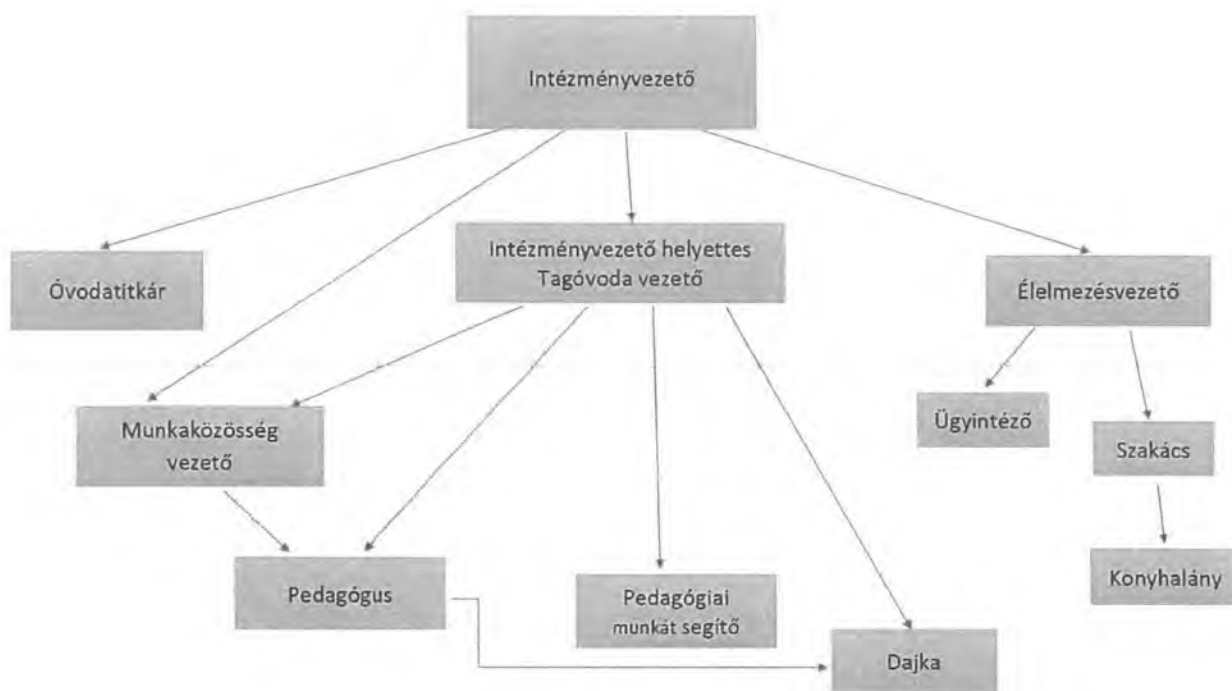 Intézményvezető
Intézményvezető helyettes
Tagóvoda vezető
Óvodatitkár
Élelmezésvezető
Munkaközösség
vezető
Ügyintéző
Szakács
Pedagógus
Pedagógiai
munkát segítő
Konyhalány
Dajka